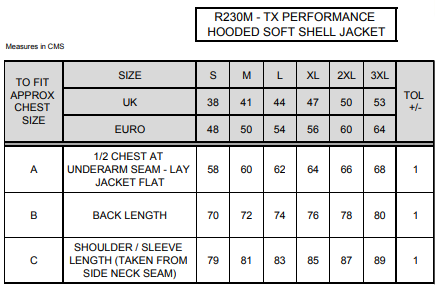 R230M - TX PERFORMANCE
HOODED SOFT SHELL JACKET
Measures in CMS
TO FIT
APPROX
CHEST
SIZE
SIZE S M L XL 2XL 3XL
UK 38 41 44 47 50 53
EURO 48 50 54 56 60 64
TOL
+/-
A
1/2 CHEST AT
UNDERARM SEAM - LAY
JACKET FLAT
58 60 62 64 66 68 1
B BACK LENGTH 70 72 74 76 78 80 1
C
SHOULDER / SLEEVE
LENGTH (TAKEN FROM
SIDE NECK SEAM)
79 81 83 85 87 89 1